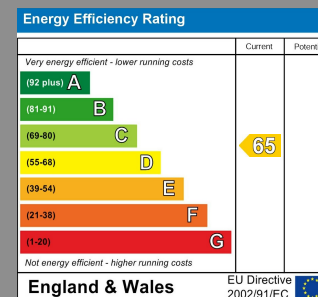 Energy Efficiency Rating
Current Potent
Very energy efficient - lower running costs
(92 plus) A
(81-91) B
(69-80) C
(55-68) D
(39-54) E
(21-38) F
(1-20) G
65
Not energy efficient - higher running costs
England & Wales
EU Directive
2002/91/EC